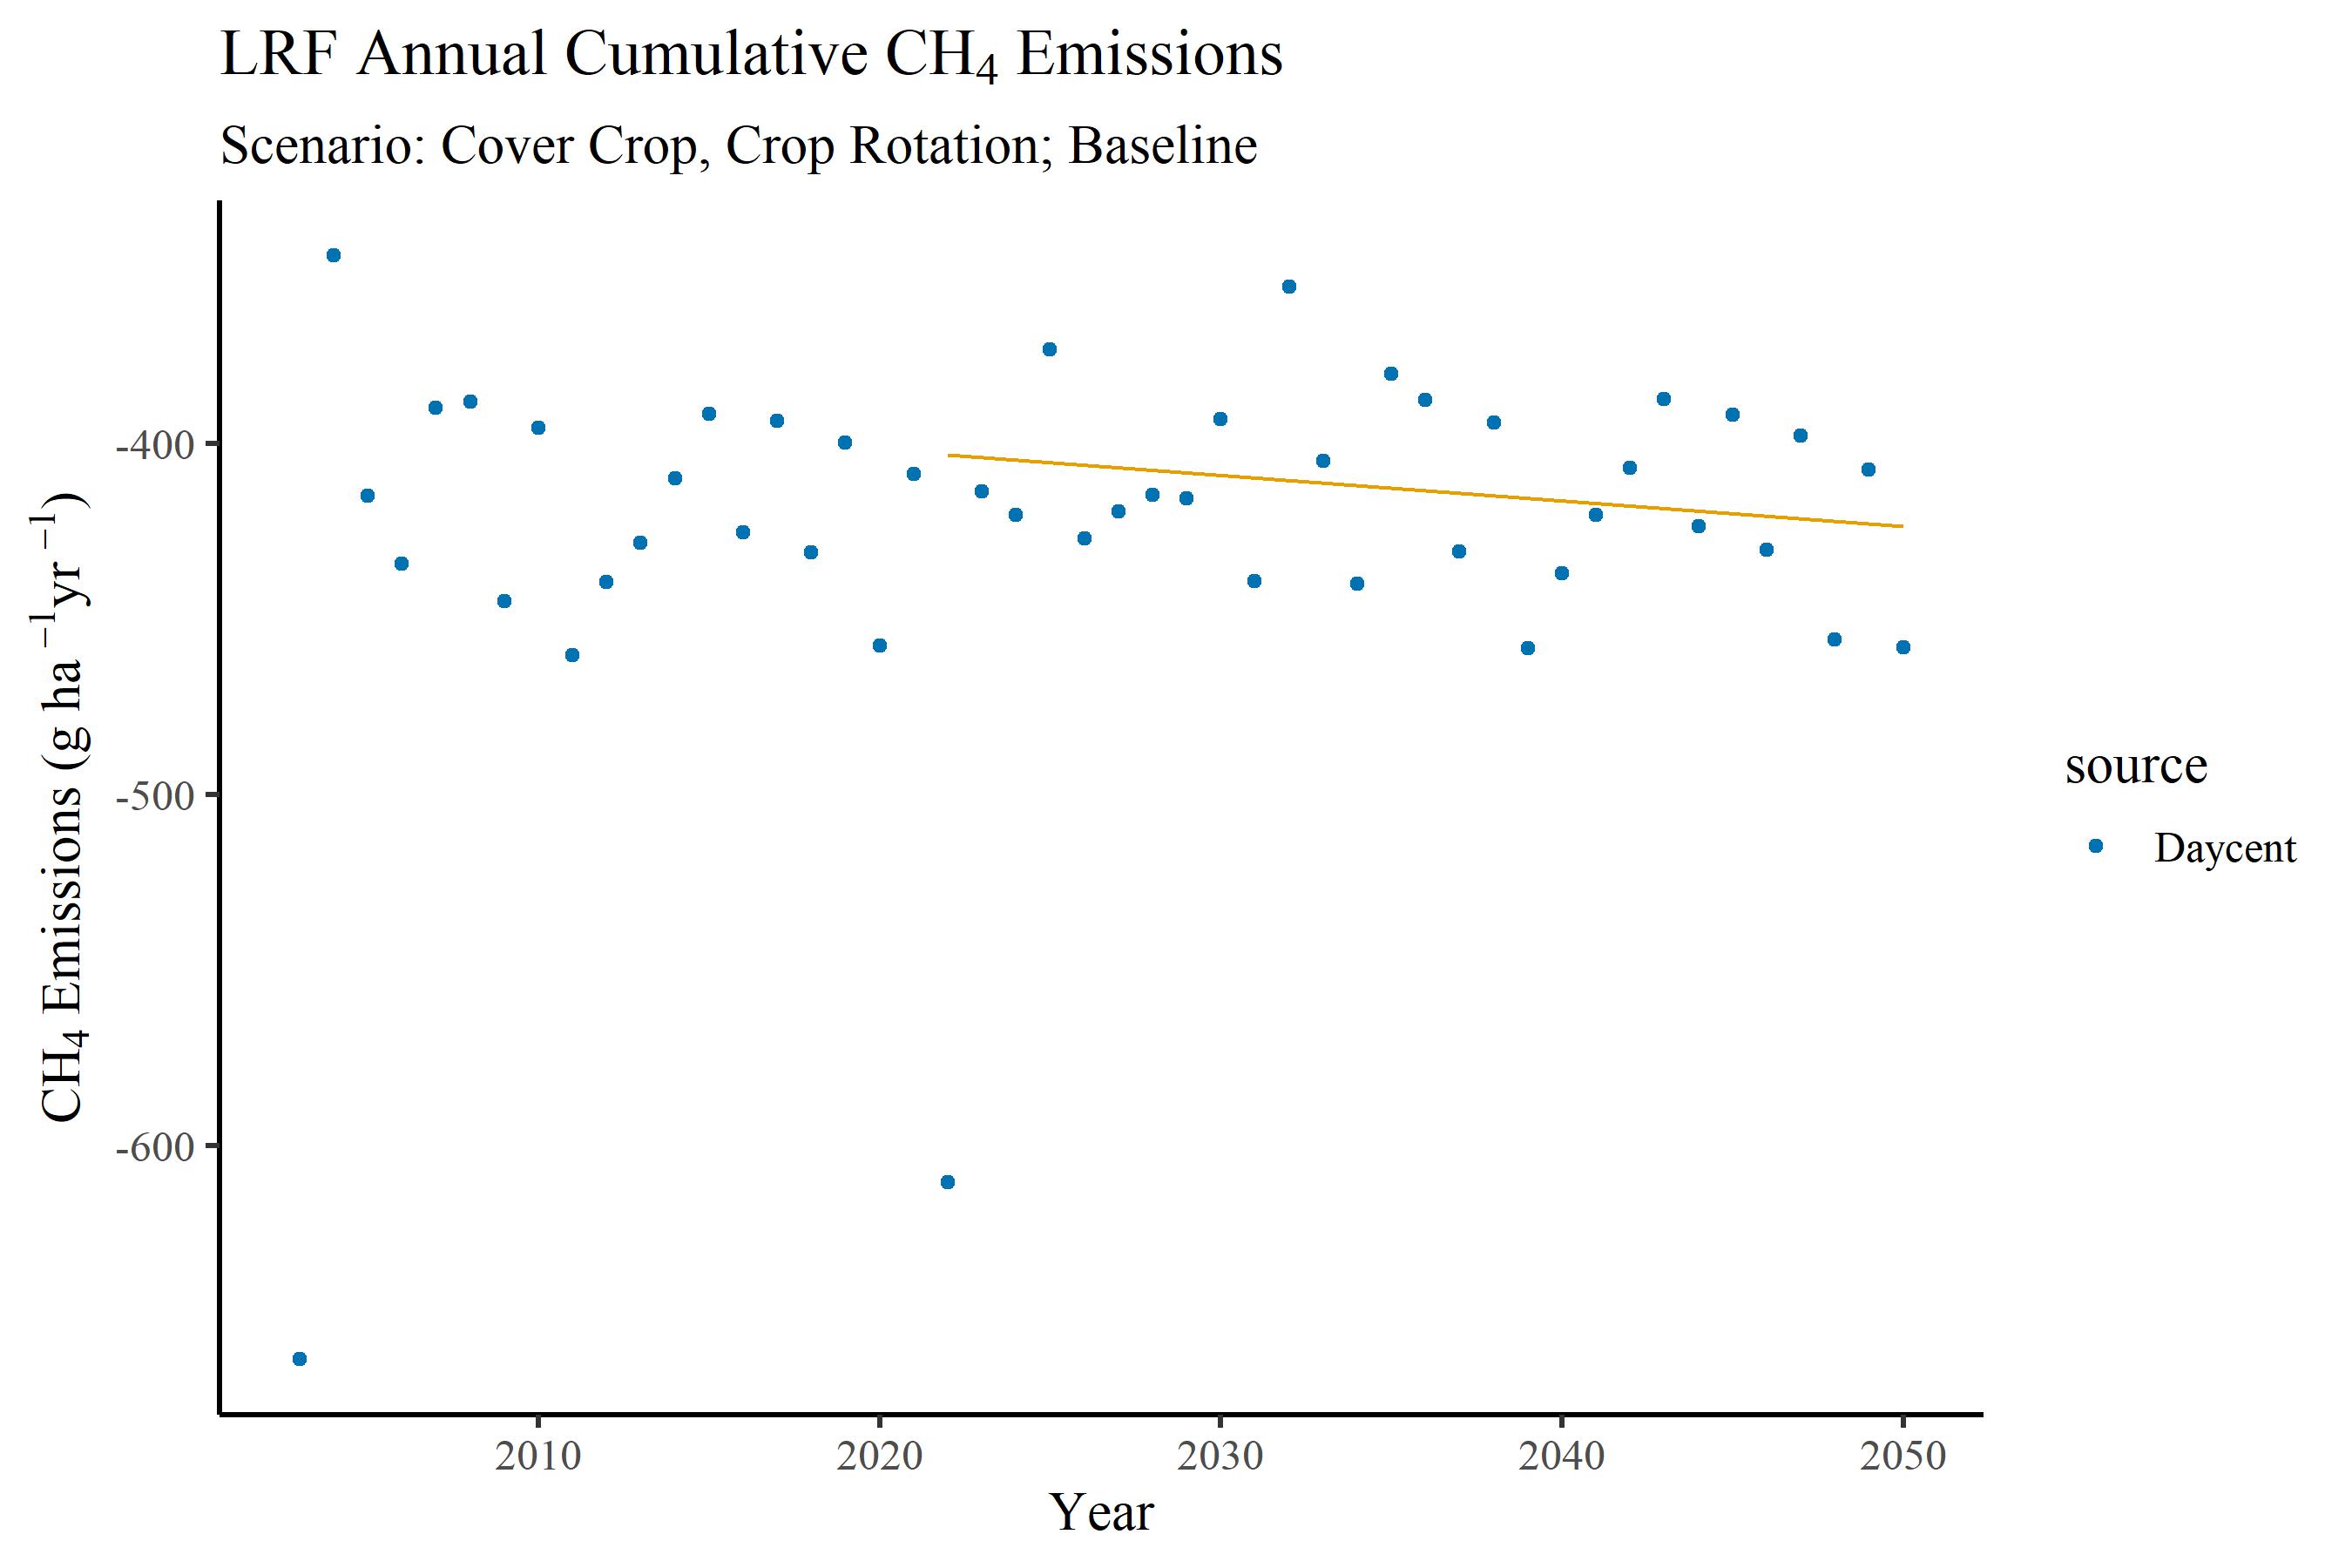 LRF Annual Cumulative CH₄ Emissions
Scenario: Cover Crop, Crop Rotation; Baseline
CH₄ Emissions (g ha ⁻¹yr ⁻¹)
-400
-500
-600
2010 2020 2030 2040 2050
Year
source
Daycent